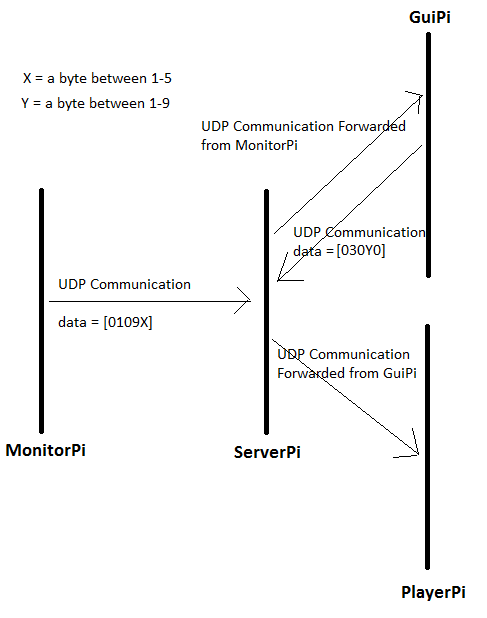 GuiPi
X = a byte between 1-5
Y = a byte between 1-9
UDP Communication Forwarded
from MonitorPi
UDP Communication
data =[030Y0]
UDP Communication
data = [0109X]
UDP Communication
Forwarded from GuiPi
MonitorPi
ServerPi
PlayerPi